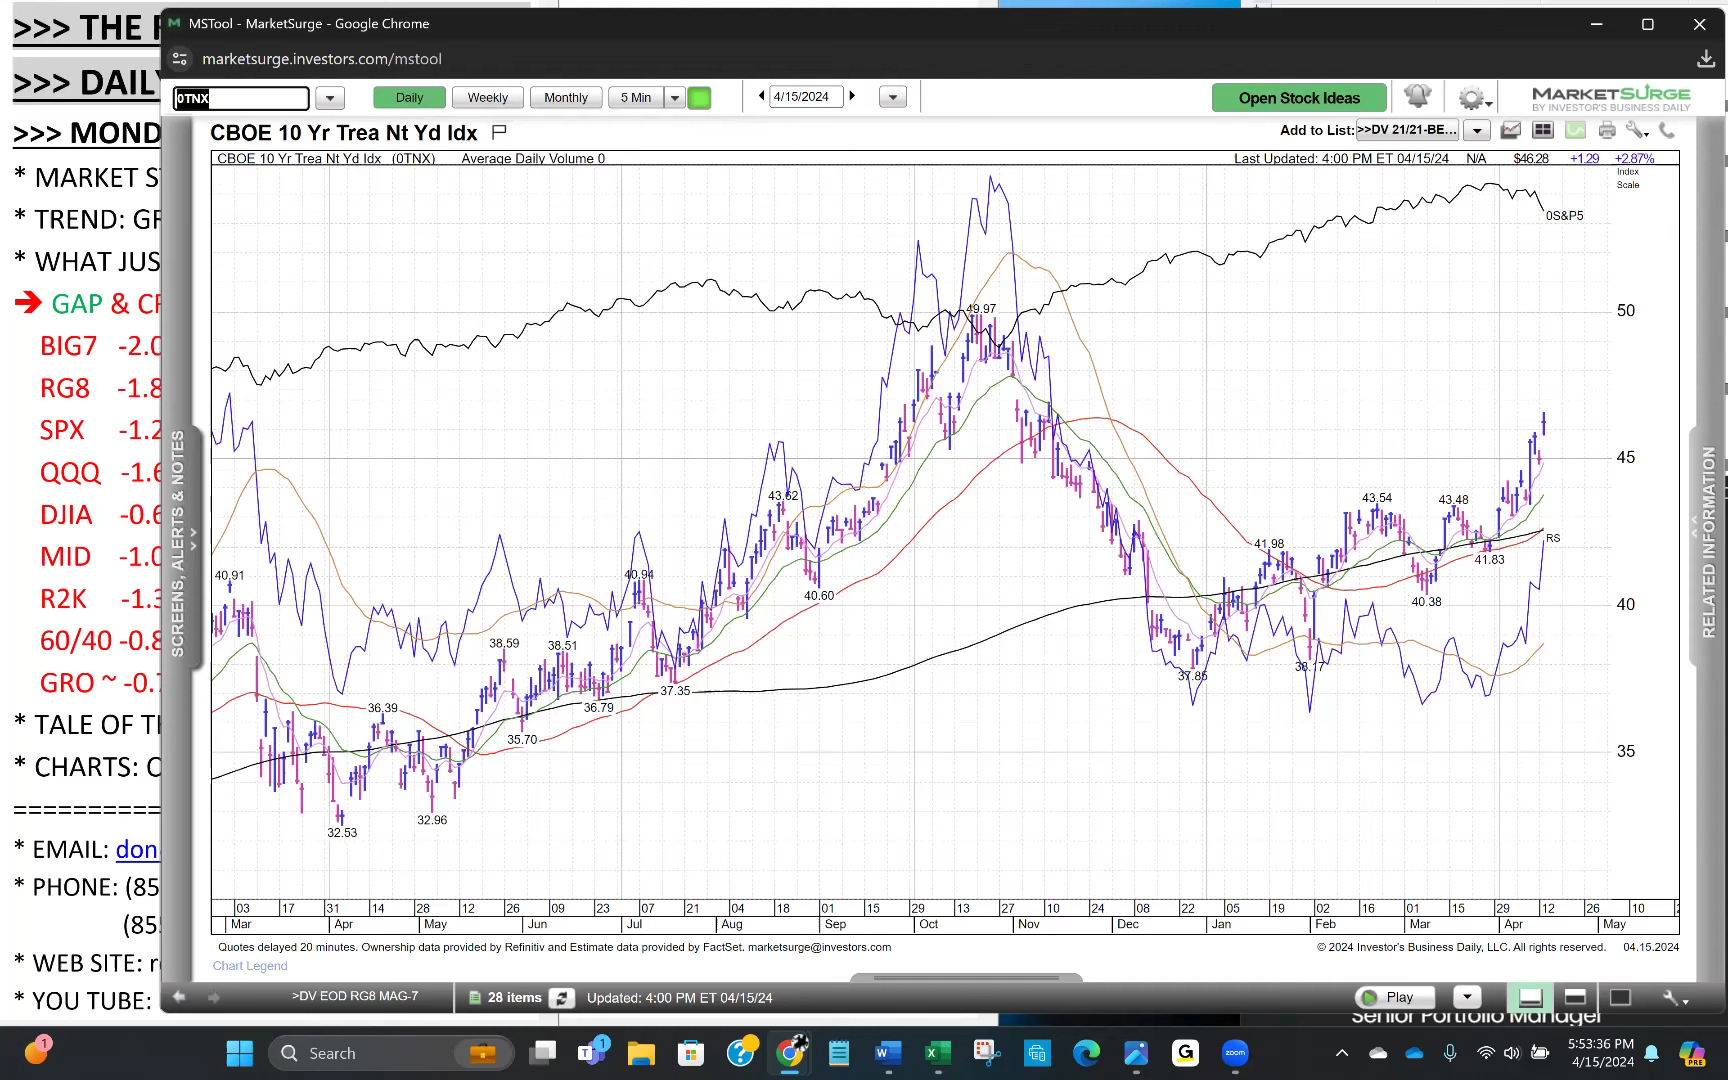 >>> THE
>>> DAILY
>>> MOND
* MARKET S
* TREND: GR
* WHAT JUS
GAP & CR
BIG7 -2.0
RG8 -1.8
SPX -1.2
QQQ -1.6
DJIA -0.6
MID -1.0
R2K -1.3
60/40 -0.8
GRO ~ -0.7
* TALE OF TH
* CHARTS: C
* EMAIL: don
* PHONE: (85
(855
* WEB SITE: r
* YOU TUBE:
MSTool - MarketSurge - Google Chrome
marketsurge.investors.com/mstool
0TNX
Daily Weekly Monthly 5 Min
4/15/2024
Open Stock Ideas
MARKETSURGE
BY INVESTOR'S BUSINESS DAILY
CBOE 10 Yr Trea Nt Yd Idx
Add to List: >>DV 21/21-BE...
CBOE 10 Yr Trea Nt Yd Idx (0TNX) Average Daily Volume 0
Last Updated: 4:00 PM ET 04/15/24 N/A $46.28 +1.29 +2.87%
Index
Scale
0S&P5
49.97
50
45
43.62
43.54
43.48
RS
41.98
41.83
40.91
40.94
40.60
40.38
40
38.59
38.51
38.17
37.85
37.35
36.79
36.39
35.70
35
32.96
32.53
SCREENS, ALERTS & NOTES
RELATED INFORMATION
03 17 31 14 28 12 26 09 23 07 21 04 18 01 15 29 13 27 10 24 08 22 05 19 02 16 01 15 29 12 26 10
Mar Apr May Jun Jul Aug Sep Oct Nov Dec Jan Feb Mar Apr May
Quotes delayed 20 minutes. Ownership data provided by Refinitiv and Estimate data provided by FactSet. marketsurge@investors.com
© 2024 Investor's Business Daily, LLC. All rights reserved. 04.15.2024
Chart Legend
>DV EOD RG8 MAG-7
28 items
Updated: 4:00 PM ET 04/15/24
Play
Senior Portfolio Manager
1
Search
1
zoom
PRE
5:53:36 PM
4/15/2024